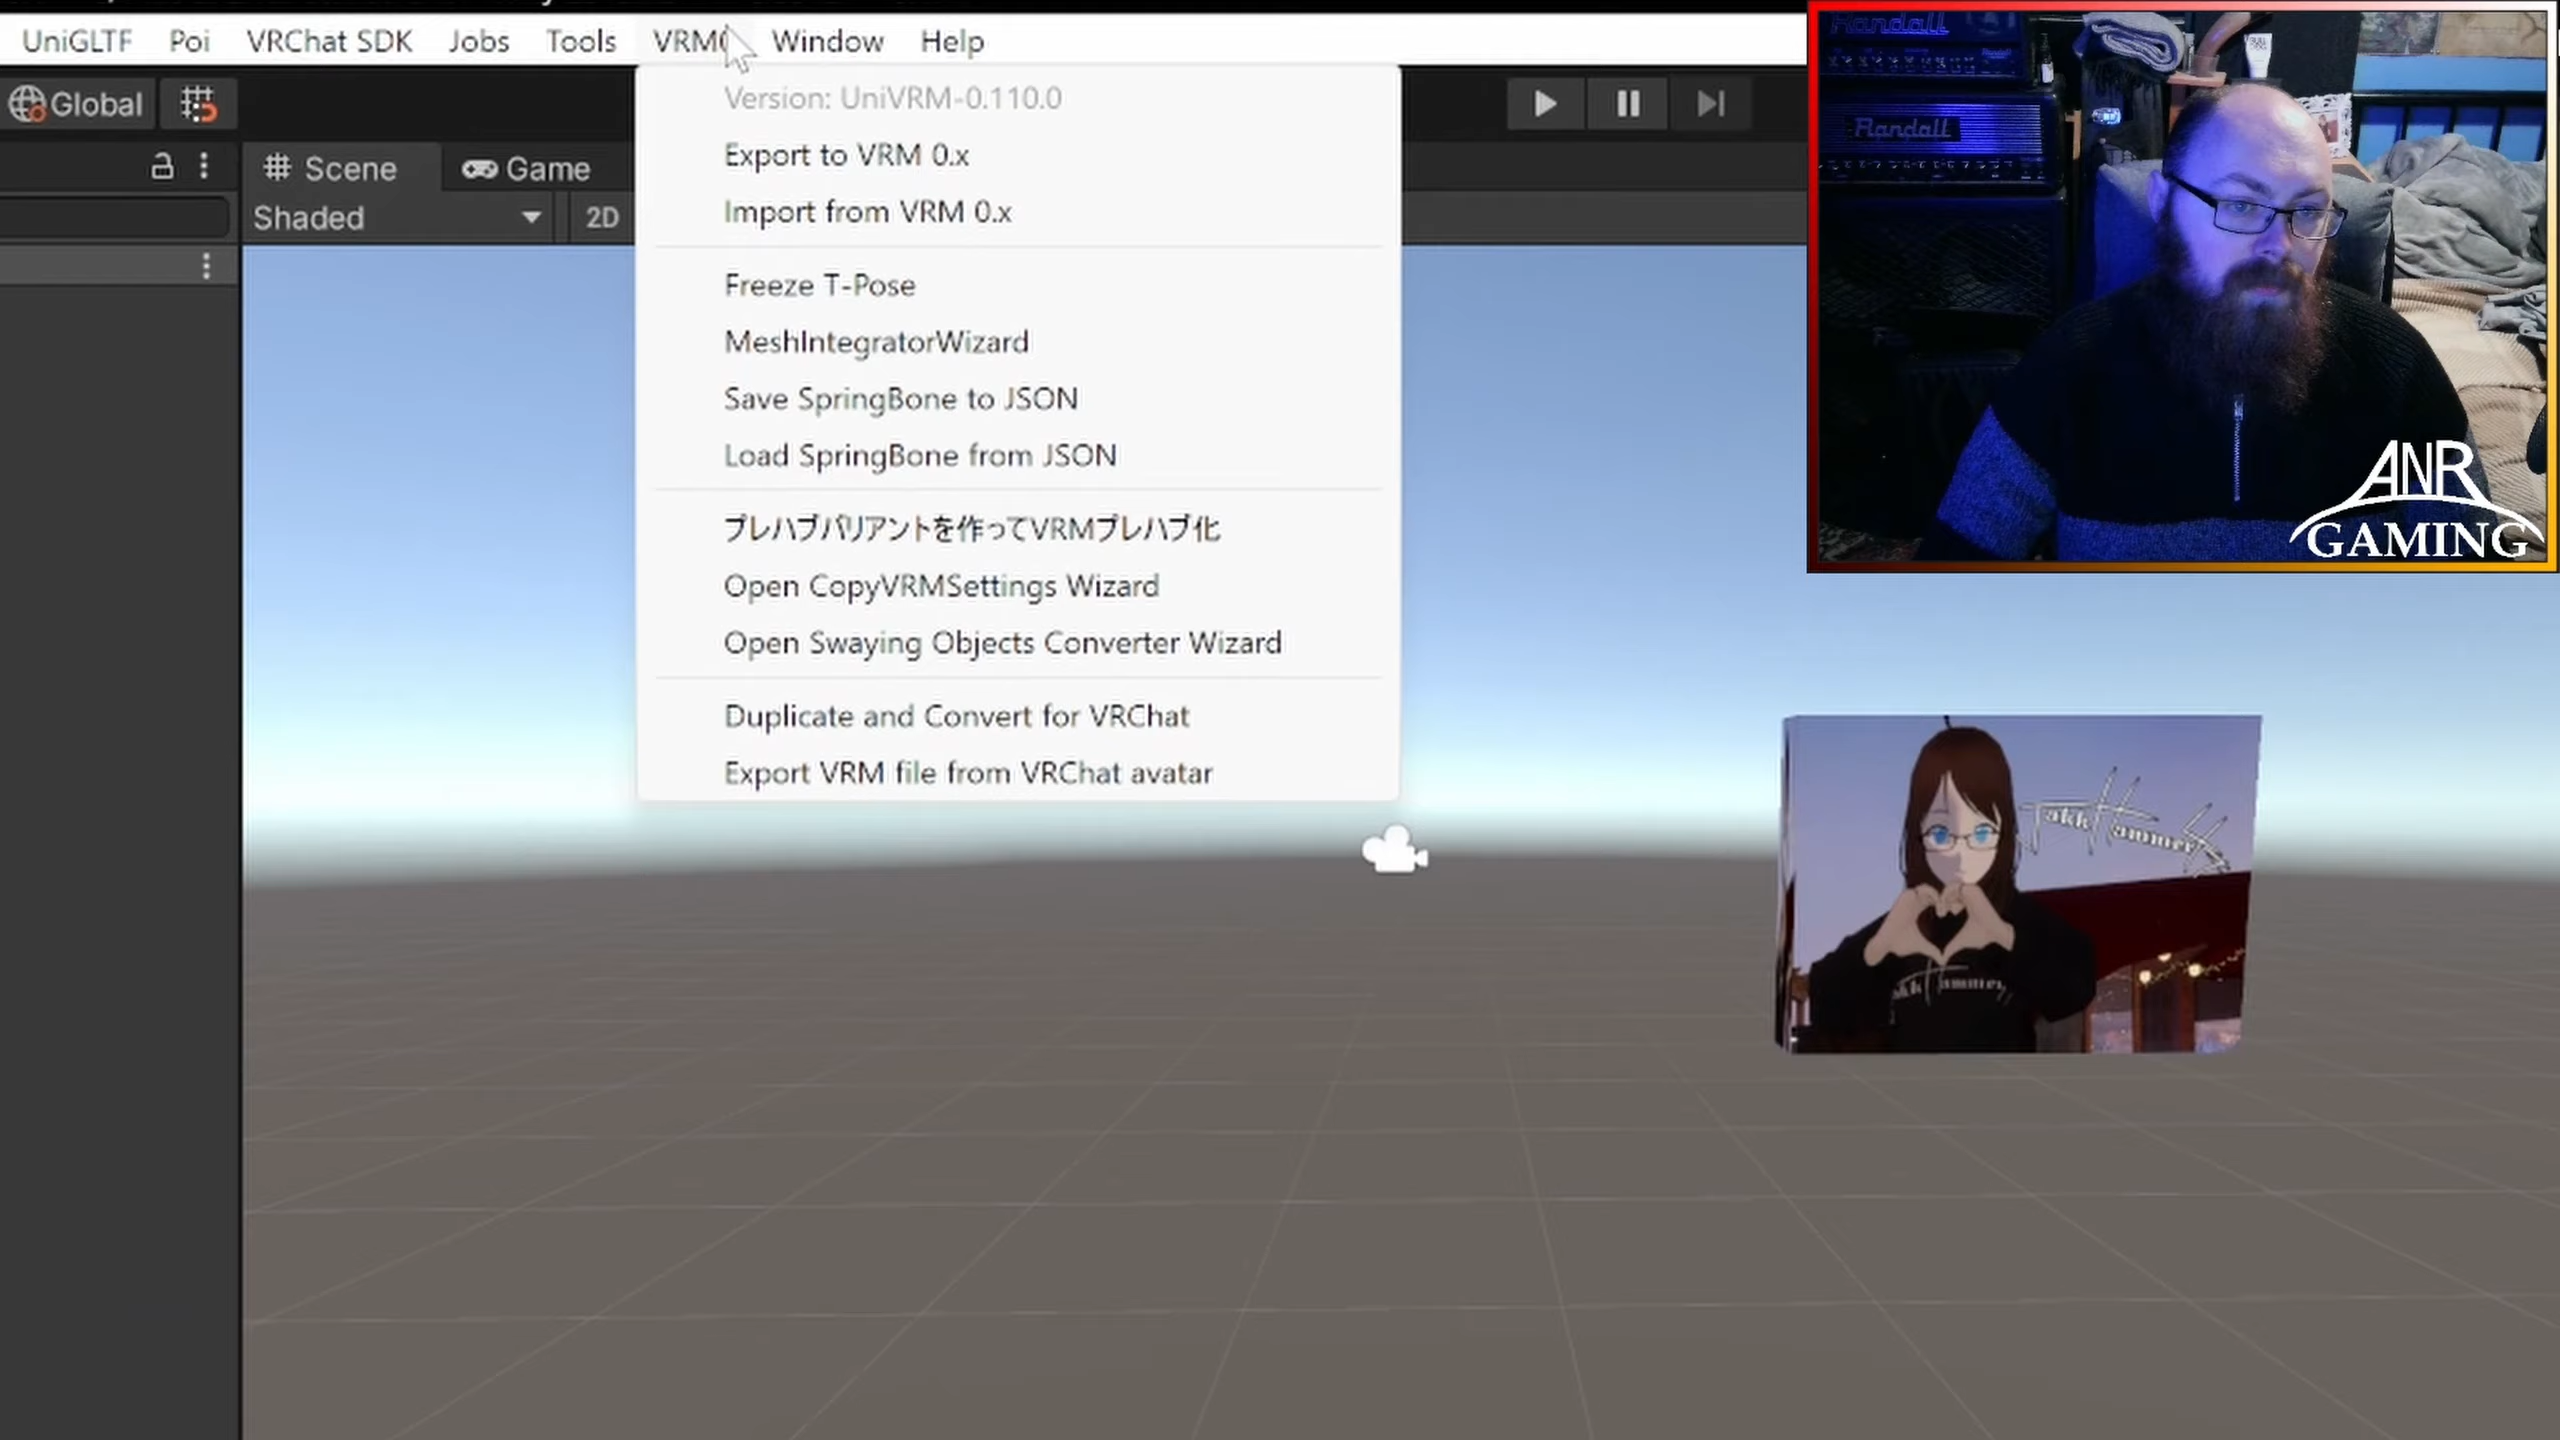 UniGLTF Poi VRChat SDK Jobs Tools VRM Window Help
Global
Scene Game
Shaded 2D
Version: UniVRM-0.110.0
Export to VRM 0.x
Import from VRM 0.x
Freeze T-Pose
MeshIntegratorWizard
Save SpringBone to JSON
Load SpringBone from JSON
プレハブバリアントを作ってVRMプレハブ化
Open CopyVRMSettings Wizard
Open Swaying Objects Converter Wizard
Duplicate and Convert for VRChat
Export VRM file from VRChat avatar
Randall
Randall
ANR
GAMING